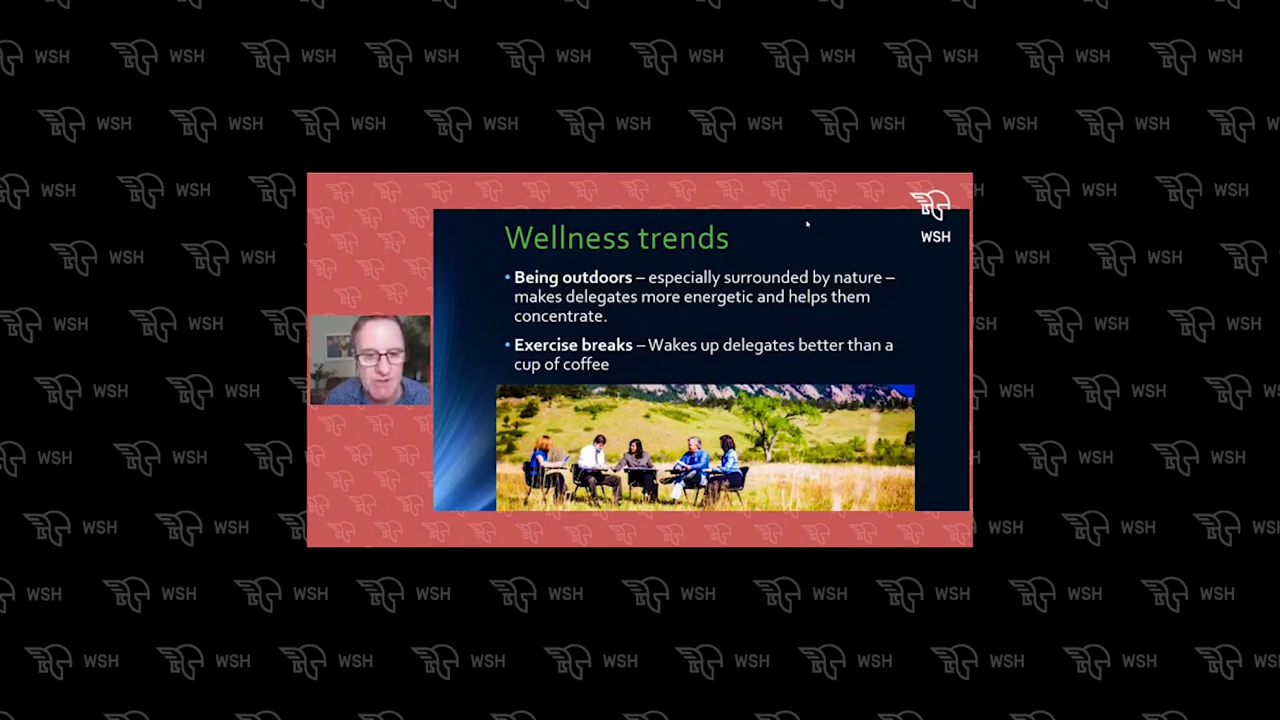 WSH
Wellness trends
• Being outdoors – especially surrounded by nature –
makes delegates more energetic and helps them
concentrate.
• Exercise breaks – Wakes up delegates better than a
cup of coffee